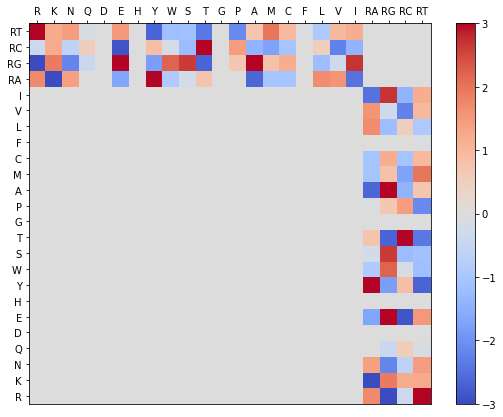 R K N Q D E H Y W S T G P A M C F L V I RA RG RC RT
RT
RC
RG
RA
I
V
L
F
C
M
A
P
G
T
S
W
Y
H
E
D
Q
N
K
R
3
2
1
0
−1
−2
−3